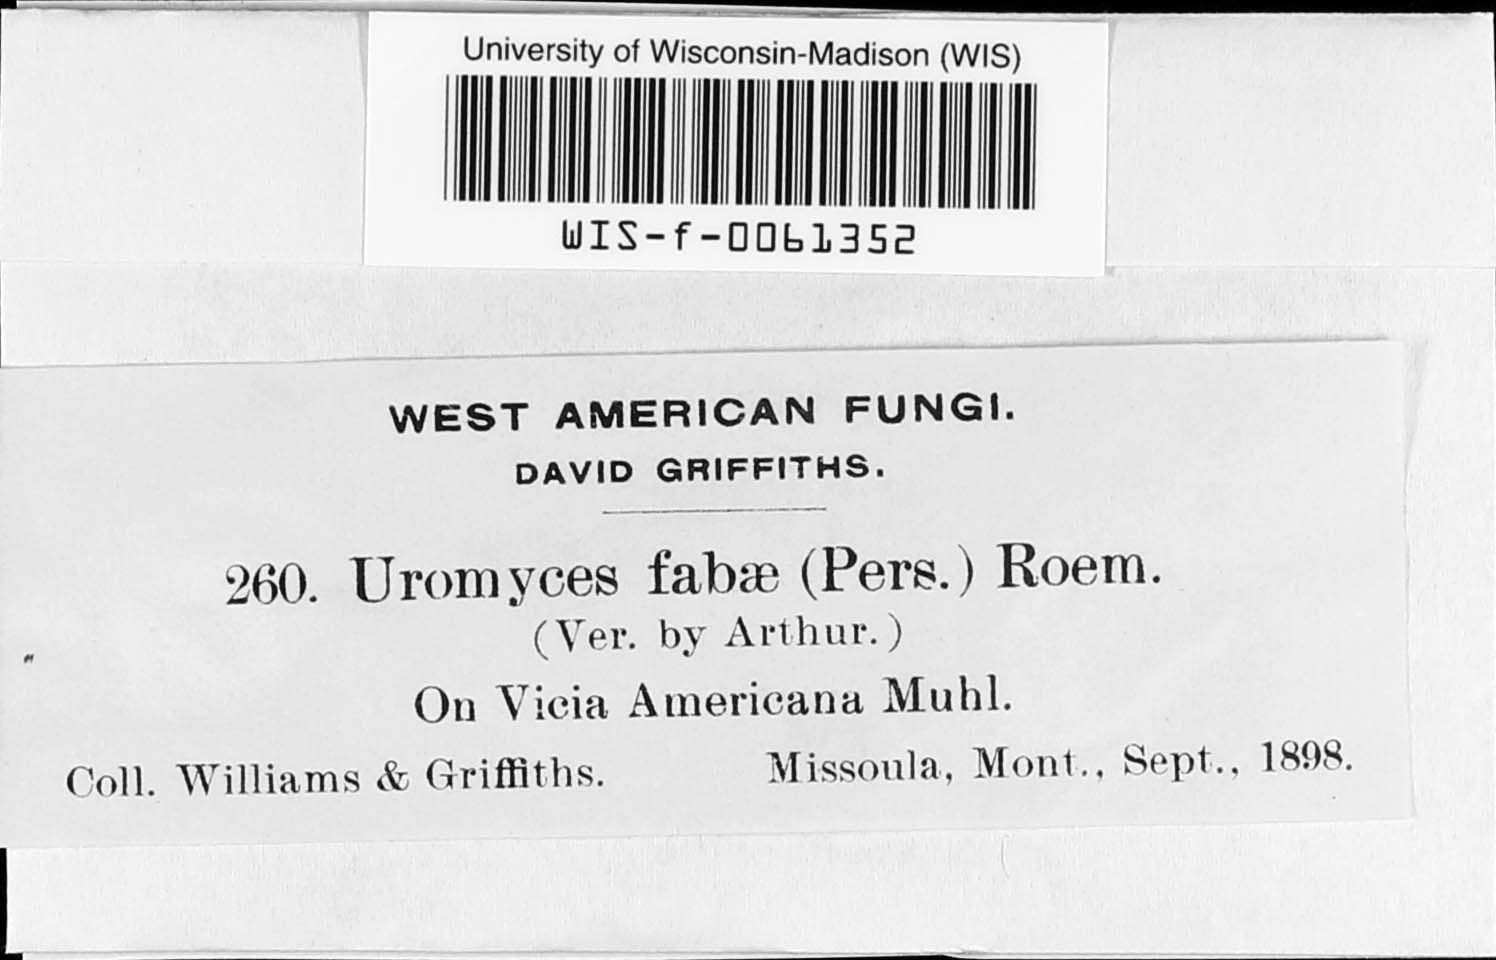 University of Wisconsin-Madison (WIS)
WIS-f-0061352
WEST AMERICAN FUNGI.
DAVID GRIFFITHS.
260. Uromyces fabæ (Pers.) Roem.
(Ver. by Arthur.)
On Vicia Americana Muhl.
Coll. Williams & Griffiths. Missoula, Mont., Sept., 1898.